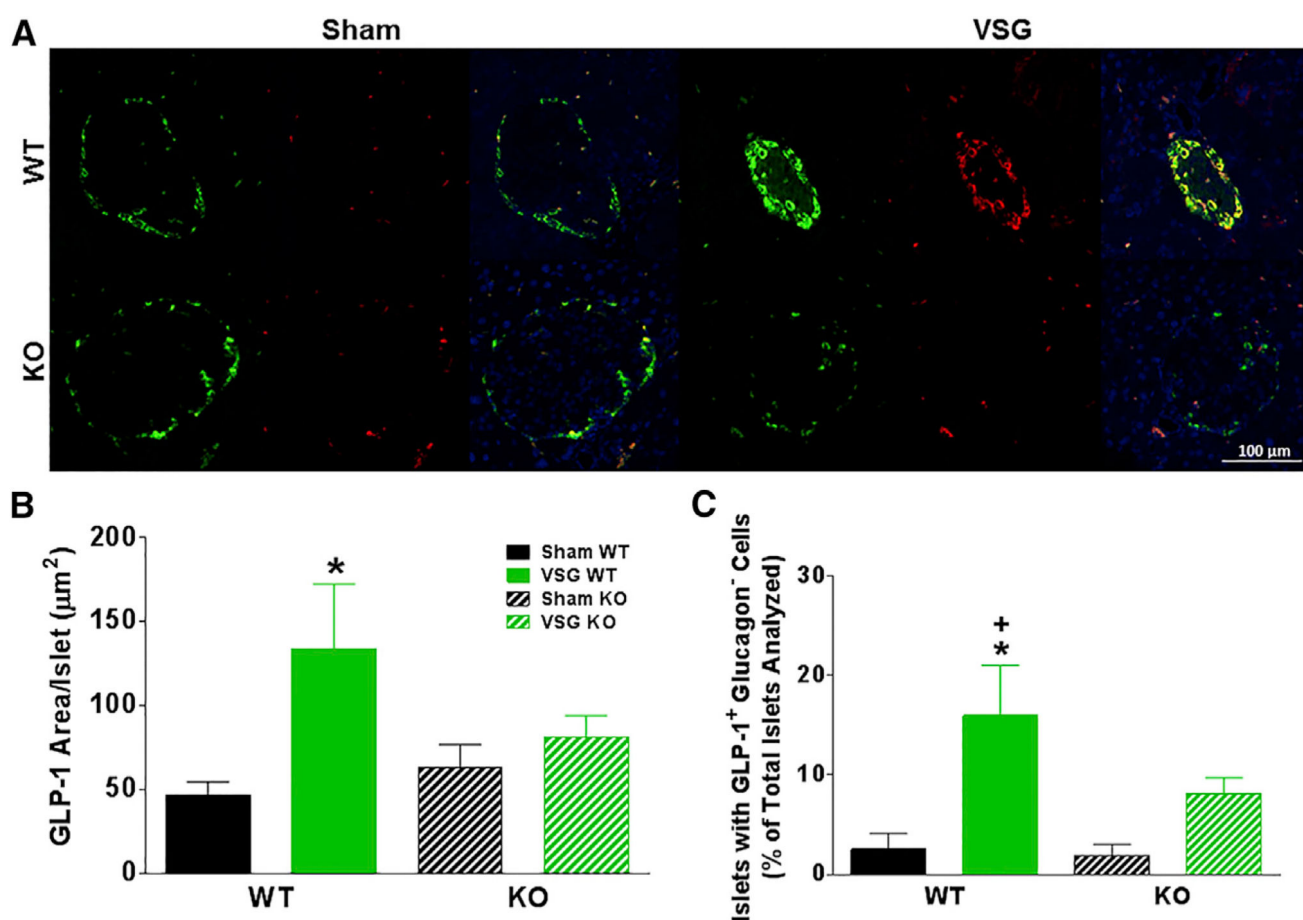 A
Sham
VSG
WT
KO
100 µm
B
GLP-1 Area/Islet (µm²)
200
150
100
50
0
*
Sham WT
VSG WT
Sham KO
VSG KO
WT
KO
C
Islets with GLP-1⁺ Glucagon⁻ Cells
(% of Total Islets Analyzed)
30
20
10
0
+
*
WT
KO